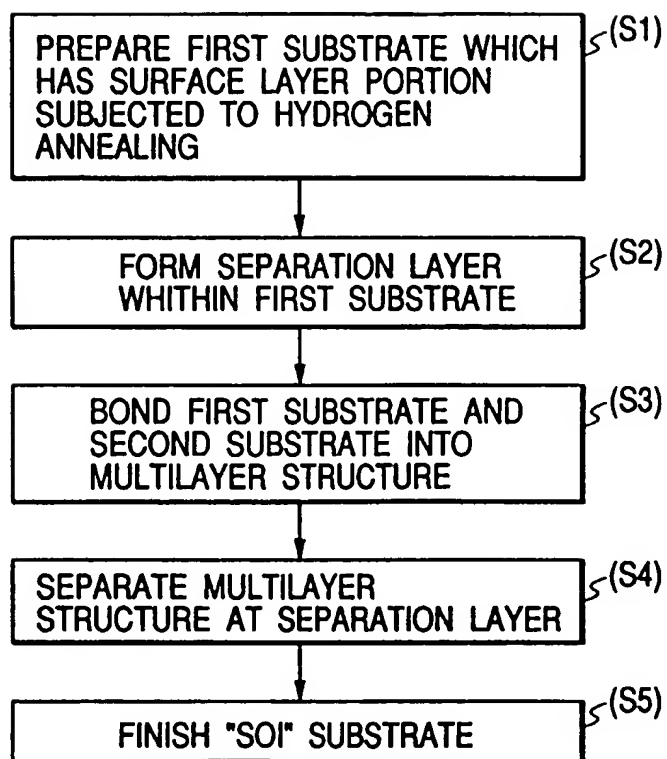 PREPARE FIRST SUBSTRATE WHICH
HAS SURFACE LAYER PORTION
SUBJECTED TO HYDROGEN
ANNEALING
(S1)
FORM SEPARATION LAYER
WHITHIN FIRST SUBSTRATE
(S2)
BOND FIRST SUBSTRATE AND
SECOND SUBSTRATE INTO
MULTILAYER STRUCTURE
(S3)
SEPARATE MULTILAYER
STRUCTURE AT SEPARATION LAYER
(S4)
FINISH "SOI" SUBSTRATE
(S5)